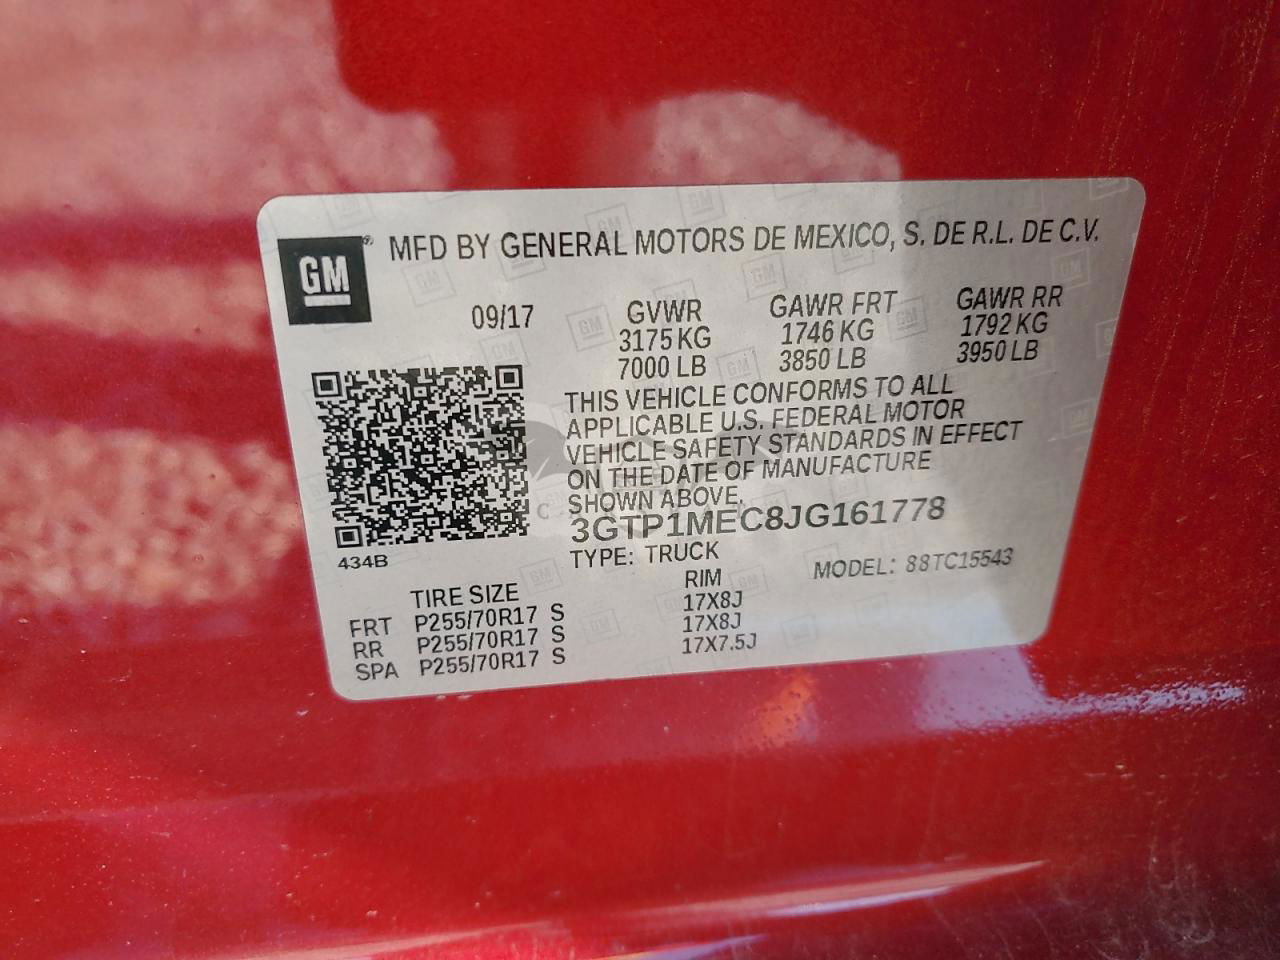 GM® MFD BY GENERAL MOTORS DE MEXICO, S. DE R.L. DE C.V.
09/17 GVWR GAWR FRT GAWR RR
3175 KG 1746 KG 1792 KG
7000 LB 3850 LB 3950 LB
THIS VEHICLE CONFORMS TO ALL
APPLICABLE U.S. FEDERAL MOTOR
VEHICLE SAFETY STANDARDS IN EFFECT
ON THE DATE OF MANUFACTURE
SHOWN ABOVE.
3GTP1MEC8JG161778
434B TYPE: TRUCK MODEL: 88TC15543
TIRE SIZE RIM
FRT P255/70R17 S 17X8J
RR P255/70R17 S 17X8J
SPA P255/70R17 S 17X7.5J